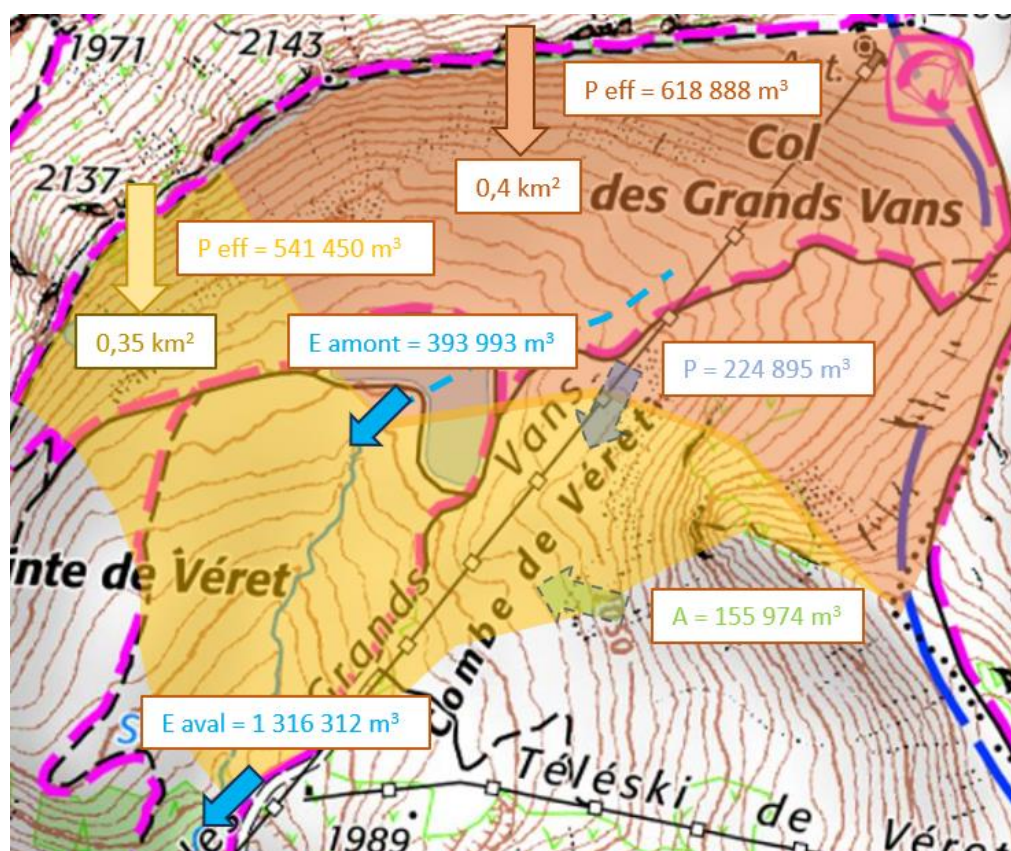 1971
2143
Ant.
P eff = 618 888 m³
Col
des Grands Vans
2137
0,4 km²
P eff = 541 450 m³
0,35 km²
E amont = 393 993 m³
P = 224 895 m³
Vans
Grands
Combe de Véret
inte de Véret
A = 155 974 m³
E aval = 1 316 312 m³
S
Téléski de
Véret
1989